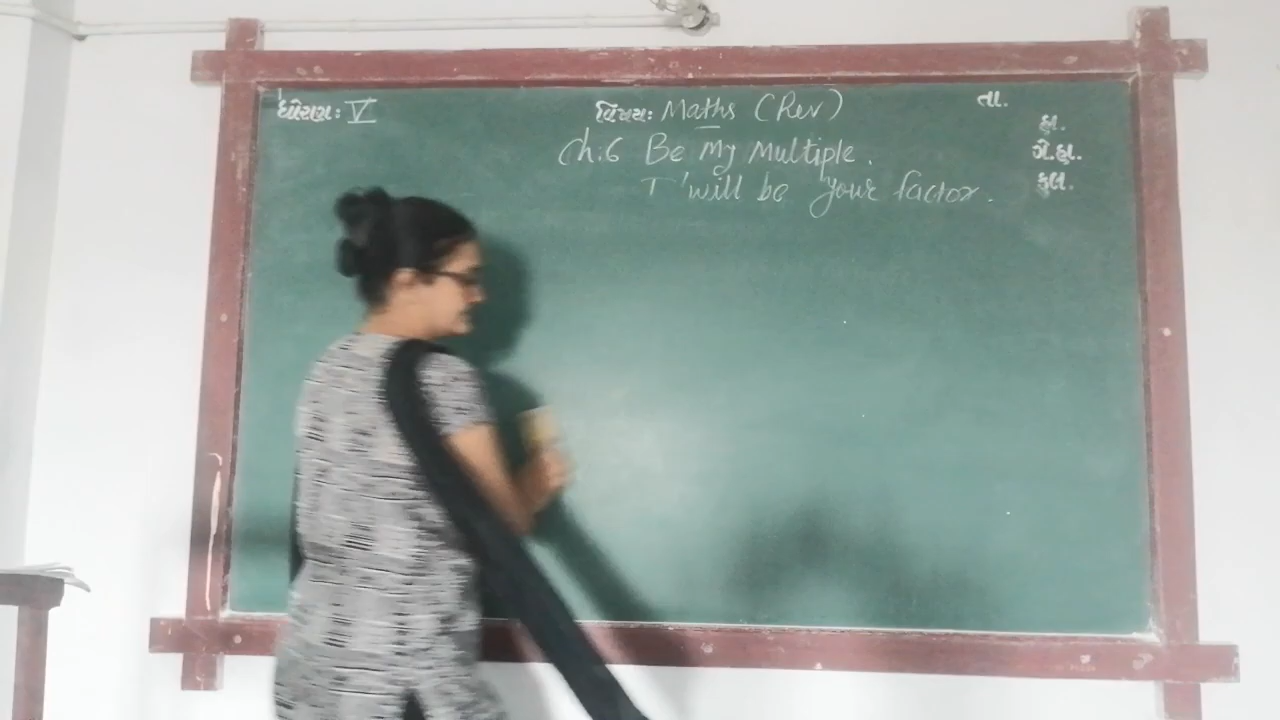 ધોરણ: V વિષય: Maths (Rev) તા.
હા.
Ch:6 Be My Multiple.
ગે.હા.
I'will be your factor.
કુલ.